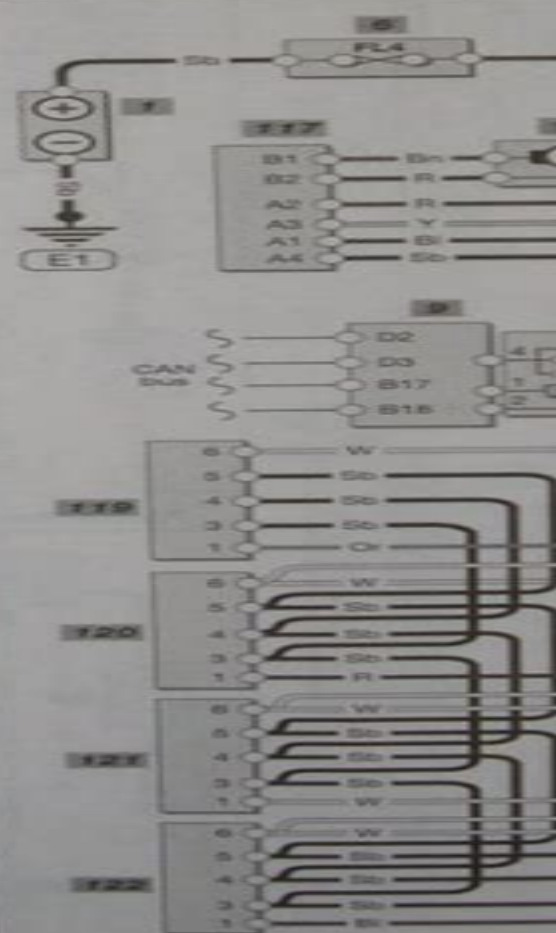 6
FL4
Sb
1
E1
117
B1 Bn
B2 R
A2 R
A3 Y
A1 Bl
A4 Sb
9
D2
D3
B17
CAN
bus
4
1
2
119
6 W
5 Sb
4 Sb
3 Sb
1 Or
120
6 W
5 Sb
4 Sb
3 Sb
1 R
121
6 W
5 Sb
4 Sb
3 Sb
1 W
122
6 W
5 Sb
4 Sb
3 Sb
1